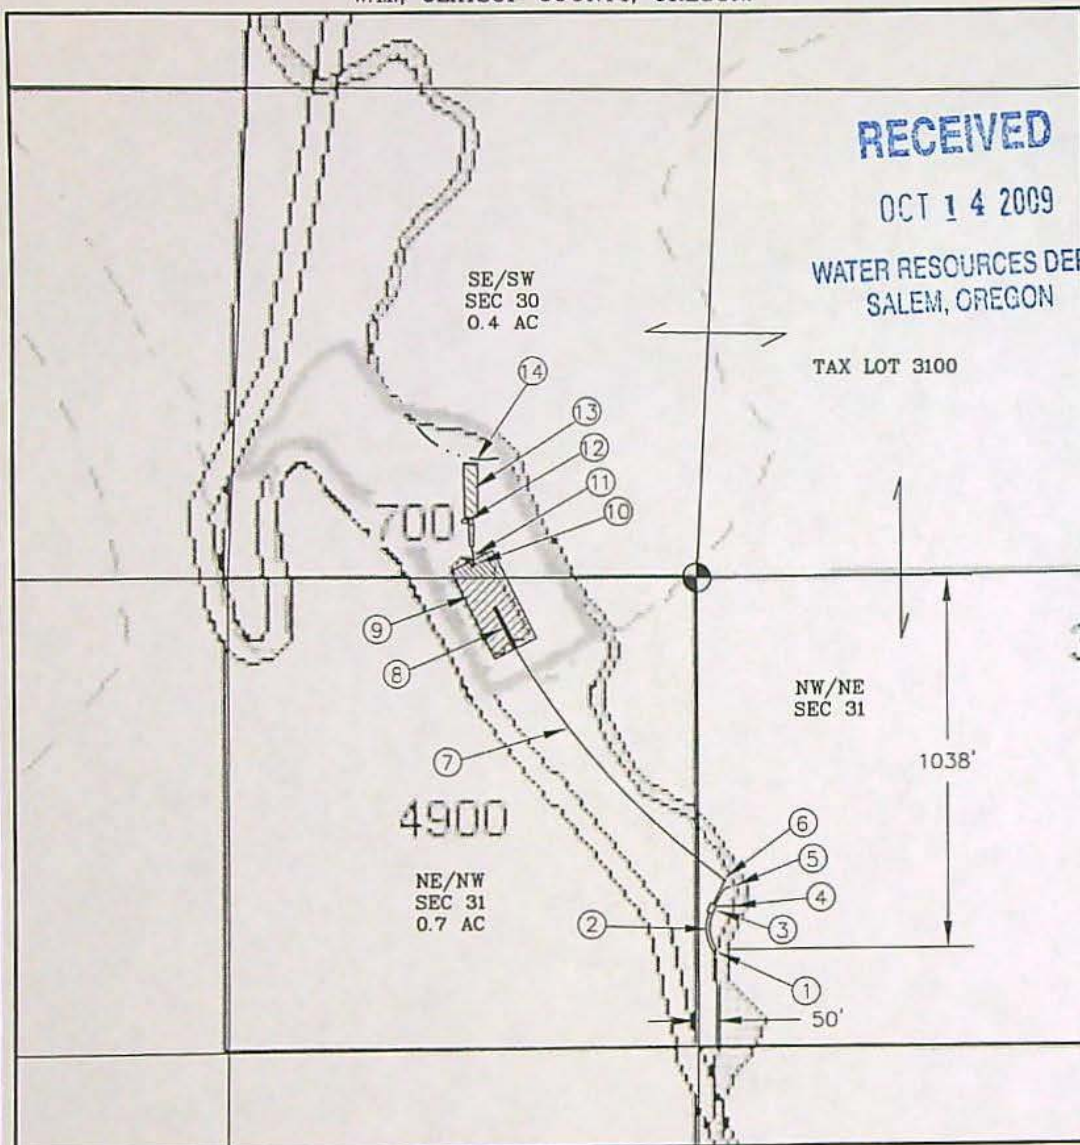 RECEIVED
OCT 1 4 2009
WATER RESOURCES DEP
SALEM, OREGON
SE/SW
SEC 30
0.4 AC
TAX LOT 3100
14
13
12
11
10
700
9
8
NW/NE
SEC 31
1038'
7
4900
6
5
4
3
2
1
NE/NW
SEC 31
0.7 AC
50'